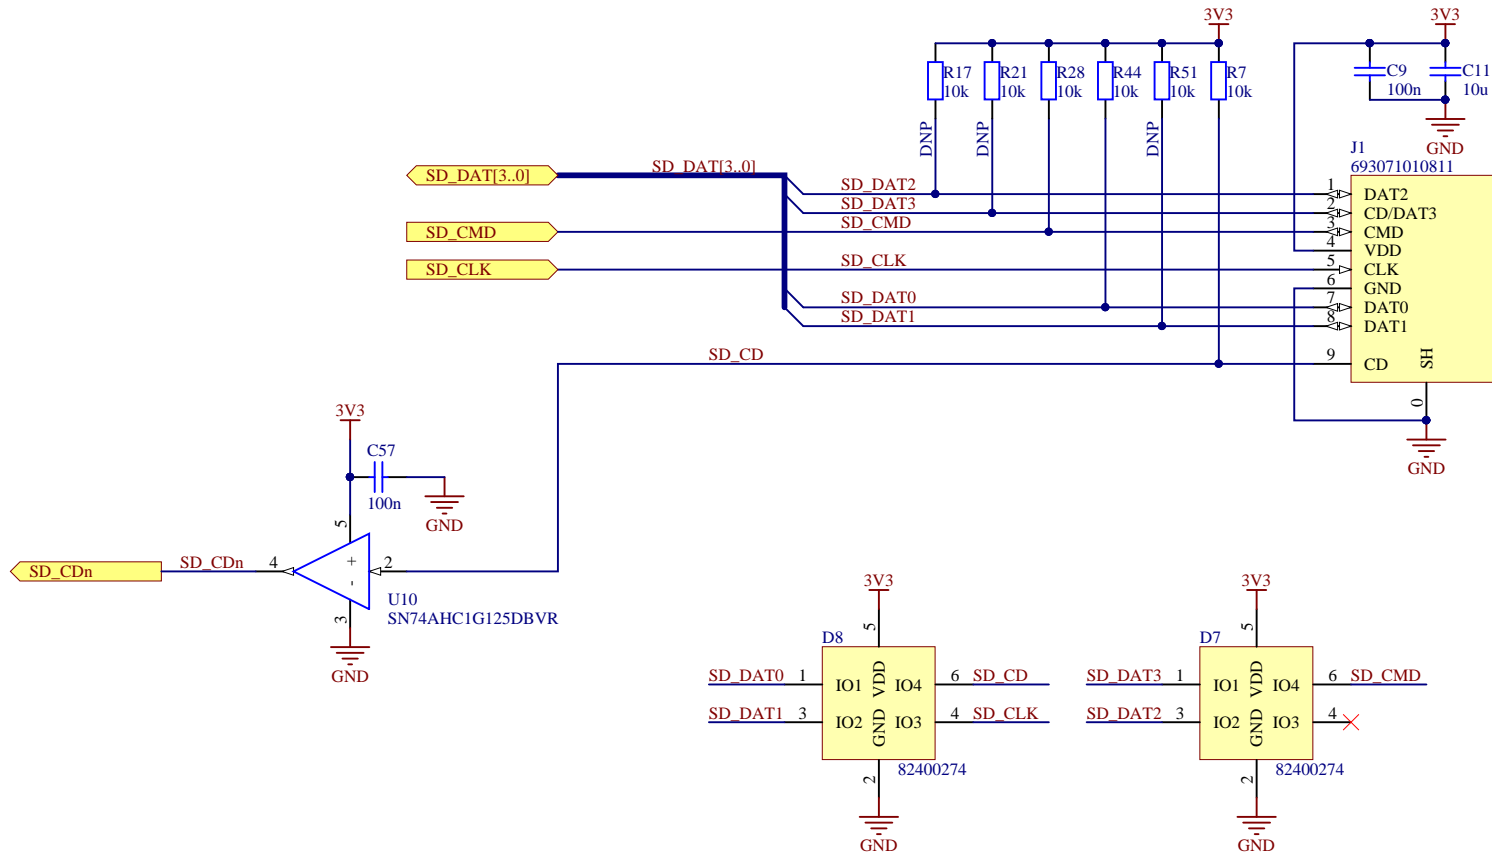 3V3
3V3
R17
10k
R21
10k
R28
10k
R44
10k
R51
10k
R7
10k
C9
100n
C11
10u
GND
DNP
DNP
DNP
J1
693071010811
SD_DAT[3..0]
SD_DAT[3..0]
SD_DAT2
1
DAT2
SD_DAT3
2
CD/DAT3
SD_CMD
SD_CMD
3
CMD
4
VDD
SD_CLK
SD_CLK
5
CLK
6
GND
SD_DAT0
7
DAT0
SD_DAT1
8
DAT1
SD_CD
9
CD
SH
0
GND
3V3
C57
100n
GND
5
SD_CDn
SD_CDn
4
+
-
2
3
U10
SN74AHC1G125DBVR
GND
3V3
5
D8
SD_DAT0
1
IO1
VDD
IO4
6
SD_CD
SD_DAT1
3
IO2
GND
IO3
4
SD_CLK
82400274
2
GND
3V3
5
D7
SD_DAT3
1
IO1
VDD
IO4
6
SD_CMD
SD_DAT2
3
IO2
GND
IO3
4
82400274
2
GND